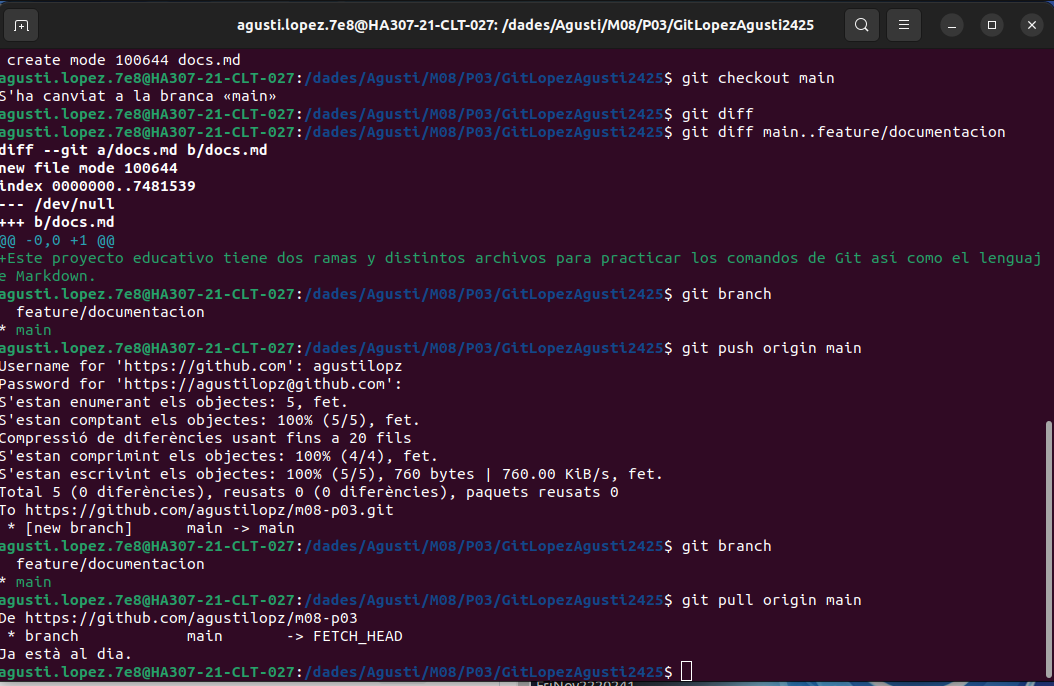 agusti.lopez.7e8@HA307-21-CLT-027: /dades/Agusti/M08/P03/GitLopezAgusti2425
create mode 100644 docs.md
agusti.lopez.7e8@HA307-21-CLT-027:/dades/Agusti/M08/P03/GitLopezAgusti2425$ git checkout main
S'ha canviat a la branca «main»
agusti.lopez.7e8@HA307-21-CLT-027:/dades/Agusti/M08/P03/GitLopezAgusti2425$ git diff
agusti.lopez.7e8@HA307-21-CLT-027:/dades/Agusti/M08/P03/GitLopezAgusti2425$ git diff main..feature/documentacion
diff --git a/docs.md b/docs.md
new file mode 100644
index 0000000..7481539
--- /dev/null
+++ b/docs.md
@@ -0,0 +1 @@
+Este proyecto educativo tiene dos ramas y distintos archivos para practicar los comandos de Git así como el lenguaj
e Markdown.
agusti.lopez.7e8@HA307-21-CLT-027:/dades/Agusti/M08/P03/GitLopezAgusti2425$ git branch
  feature/documentacion
* main
agusti.lopez.7e8@HA307-21-CLT-027:/dades/Agusti/M08/P03/GitLopezAgusti2425$ git push origin main
Username for 'https://github.com': agustilopz
Password for 'https://agustilopz@github.com':
S'estan enumerant els objectes: 5, fet.
S'estan comptant els objectes: 100% (5/5), fet.
Compressió de diferències usant fins a 20 fils
S'estan comprimint els objectes: 100% (4/4), fet.
S'estan escrivint els objectes: 100% (5/5), 760 bytes | 760.00 KiB/s, fet.
Total 5 (0 diferències), reusats 0 (0 diferències), paquets reusats 0
To https://github.com/agustilopz/m08-p03.git
 * [new branch]      main -> main
agusti.lopez.7e8@HA307-21-CLT-027:/dades/Agusti/M08/P03/GitLopezAgusti2425$ git branch
  feature/documentacion
* main
agusti.lopez.7e8@HA307-21-CLT-027:/dades/Agusti/M08/P03/GitLopezAgusti2425$ git pull origin main
De https://github.com/agustilopz/m08-p03
 * branch            main       -> FETCH_HEAD
Ja està al dia.
agusti.lopez.7e8@HA307-21-CLT-027:/dades/Agusti/M08/P03/GitLopezAgusti2425$